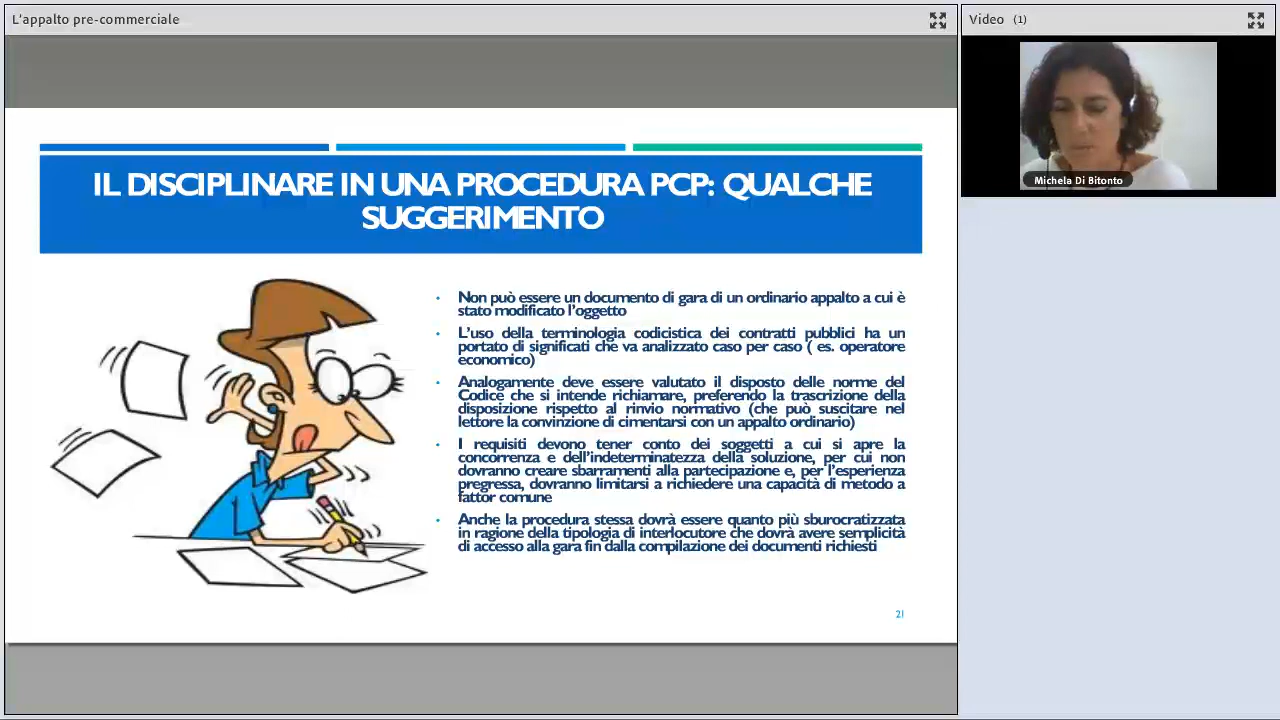 L'appalto pre-commerciale
Video (1)
Michela Di Bitonto
IL DISCIPLINARE IN UNA PROCEDURA PCP: QUALCHE
SUGGERIMENTO
• Non può essere un documento di gara di un ordinario appalto a cui è
stato modificato l'oggetto
• L'uso della terminologia codicistica dei contratti pubblici ha un
portato di significati che va analizzato caso per caso ( es. operatore
economico)
• Analogamente deve essere valutato il disposto delle norme del
Codice che si intende richiamare, preferendo la trascrizione della
disposizione rispetto al rinvio normativo (che può suscitare nel
lettore la convinzione di cimentarsi con un appalto ordinario)
• I requisiti devono tener conto dei soggetti a cui si apre la
concorrenza e dell'indeterminatezza della soluzione, per cui non
dovranno creare sbarramenti alla partecipazione e, per l'esperienza
pregressa, dovranno limitarsi a richiedere una capacità di metodo a
fattor comune
• Anche la procedura stessa dovrà essere quanto più sburocratizzata
in ragione della tipologia di interlocutore che dovrà avere semplicità
di accesso alla gara fin dalla compilazione dei documenti richiesti
21